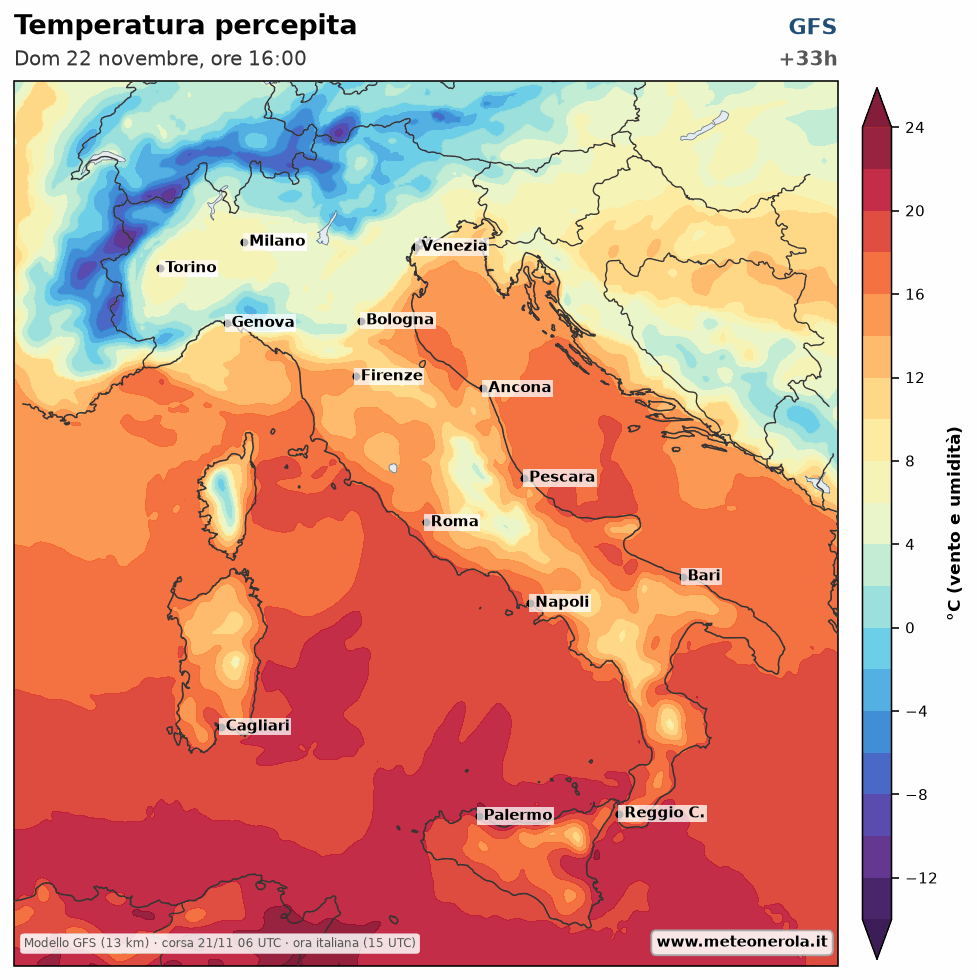 Temperatura percepita
GFS
Dom 22 novembre, ore 16:00
+33h
Milano
Torino
Venezia
Genova
Bologna
Firenze
Ancona
Pescara
Roma
Bari
Napoli
Cagliari
Palermo
Reggio C.
24
20
16
12
8
4
0
−4
−8
−12
°C (vento e umidità)
Modello GFS (13 km) · corsa 21/11 06 UTC · ora italiana (15 UTC)
www.meteonerola.it